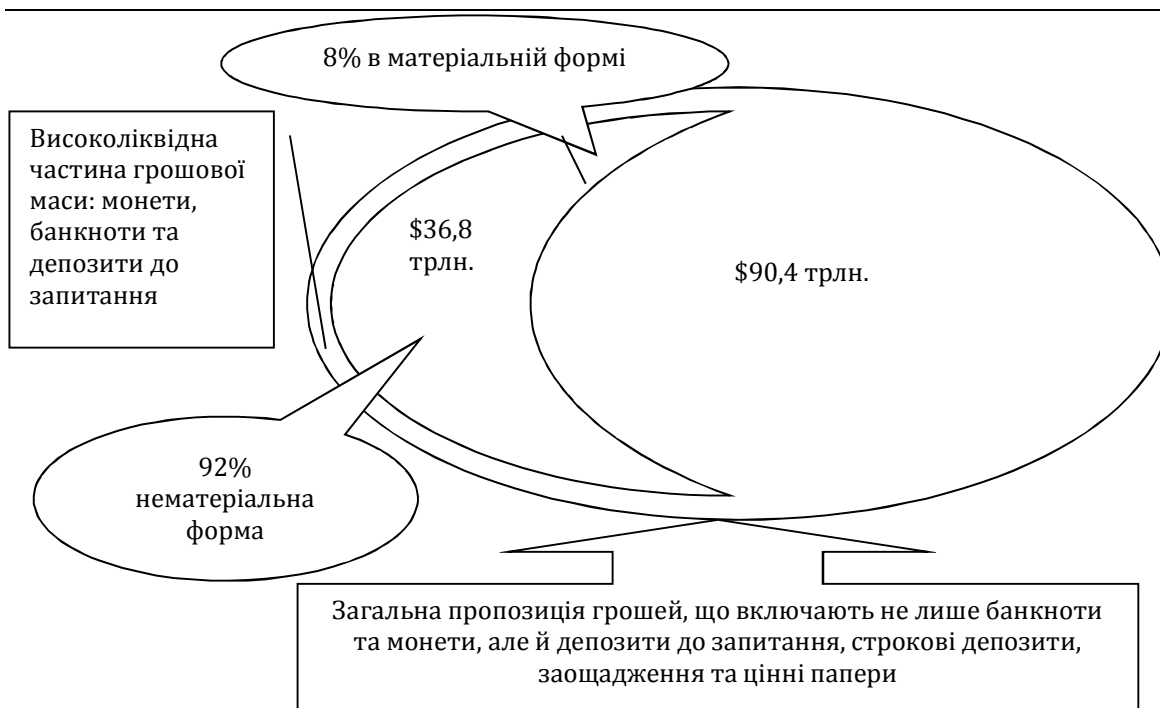 8% в матеріальній формі
Високоліквідна
частина грошової
маси: монети,
банкноти та
депозити до
запитання
$36,8
трлн.
$90,4 трлн.
92%
нематеріальна
форма
Загальна пропозиція грошей, що включають не лише банкноти
та монети, але й депозити до запитання, строкові депозити,
заощадження та цінні папери